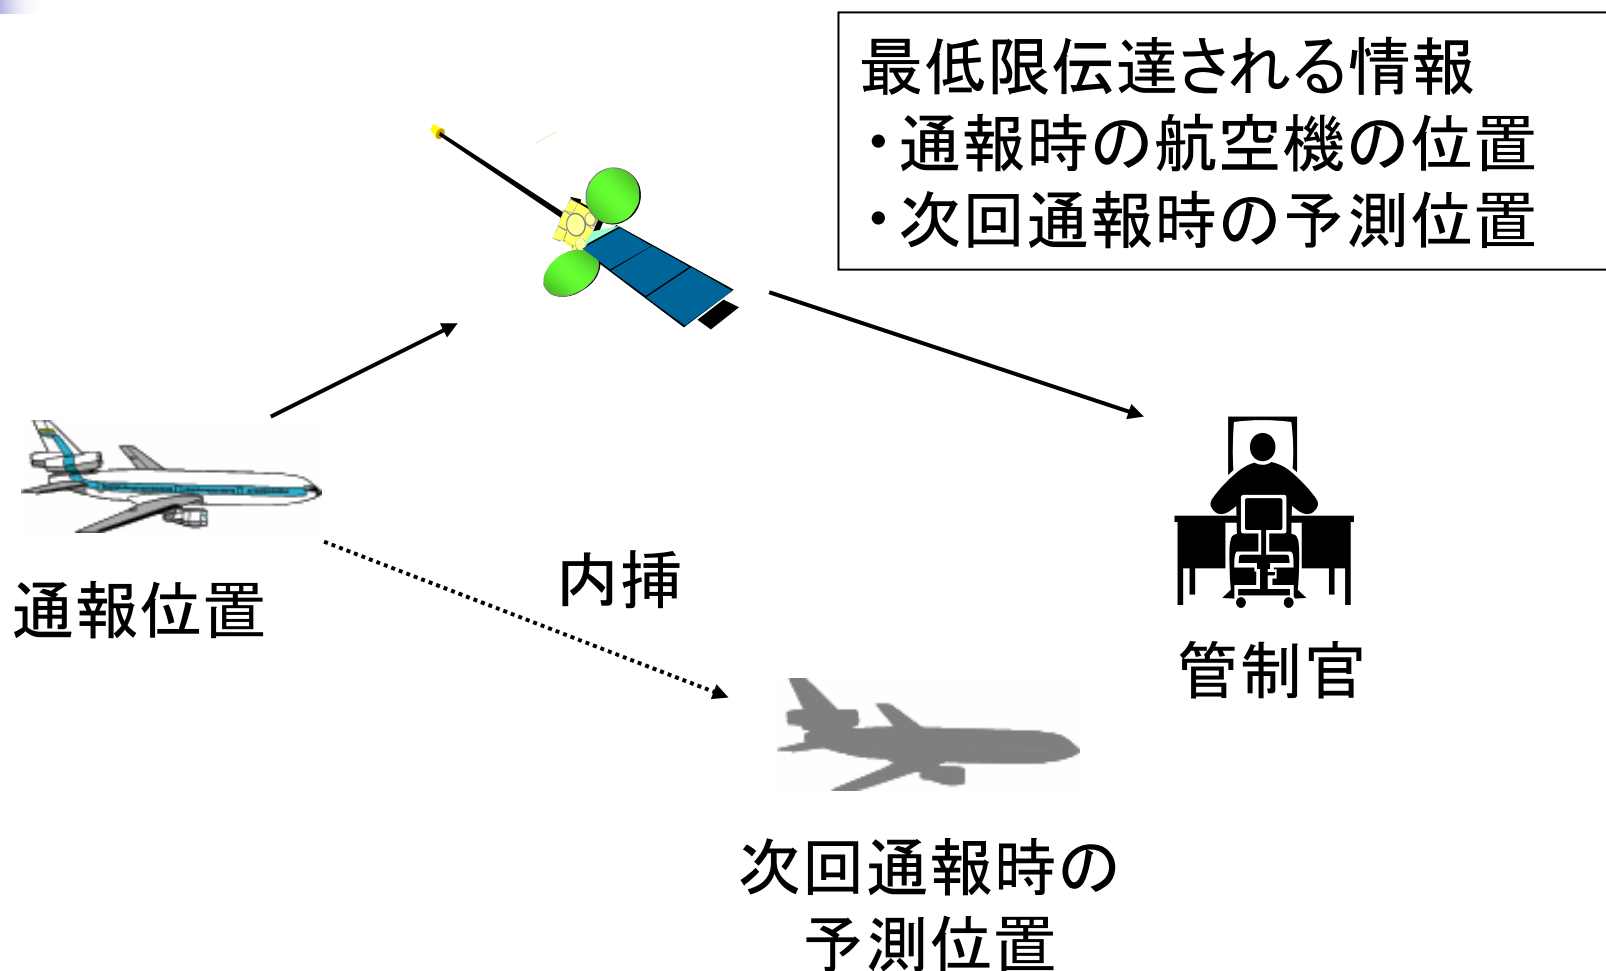 最低限伝達される情報
・通報時の航空機の位置
・次回通報時の予測位置
内挿
通報位置
管制官
次回通報時の
予測位置